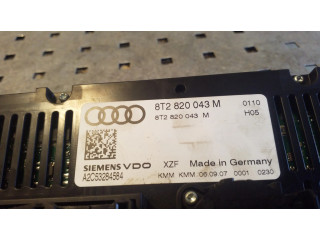 8T2 820 043 M 0110
8T2 820 043 M H05
SIEMENS VDO XZF Made in Germany
A2C53284584 KMM KMM 06.09.07 0001 0230